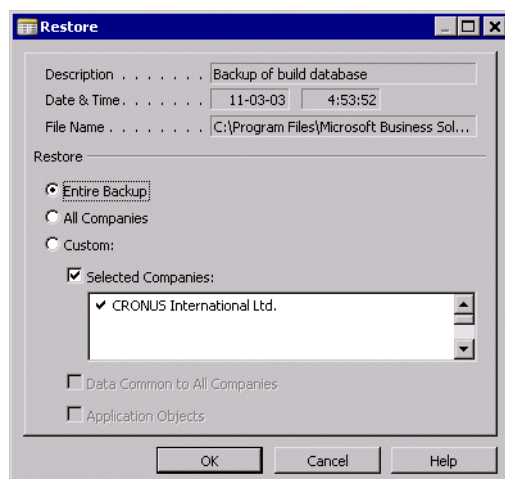 Restore
Description . . . . . . . Backup of build database
Date & Time. . . . . . . 11-03-03 4:53:52
File Name . . . . . . . . C:\Program Files\Microsoft Business Sol...
Restore
Entire Backup
All Companies
Custom:
Selected Companies:
CRONUS International Ltd.
Data Common to All Companies
Application Objects
OK Cancel Help